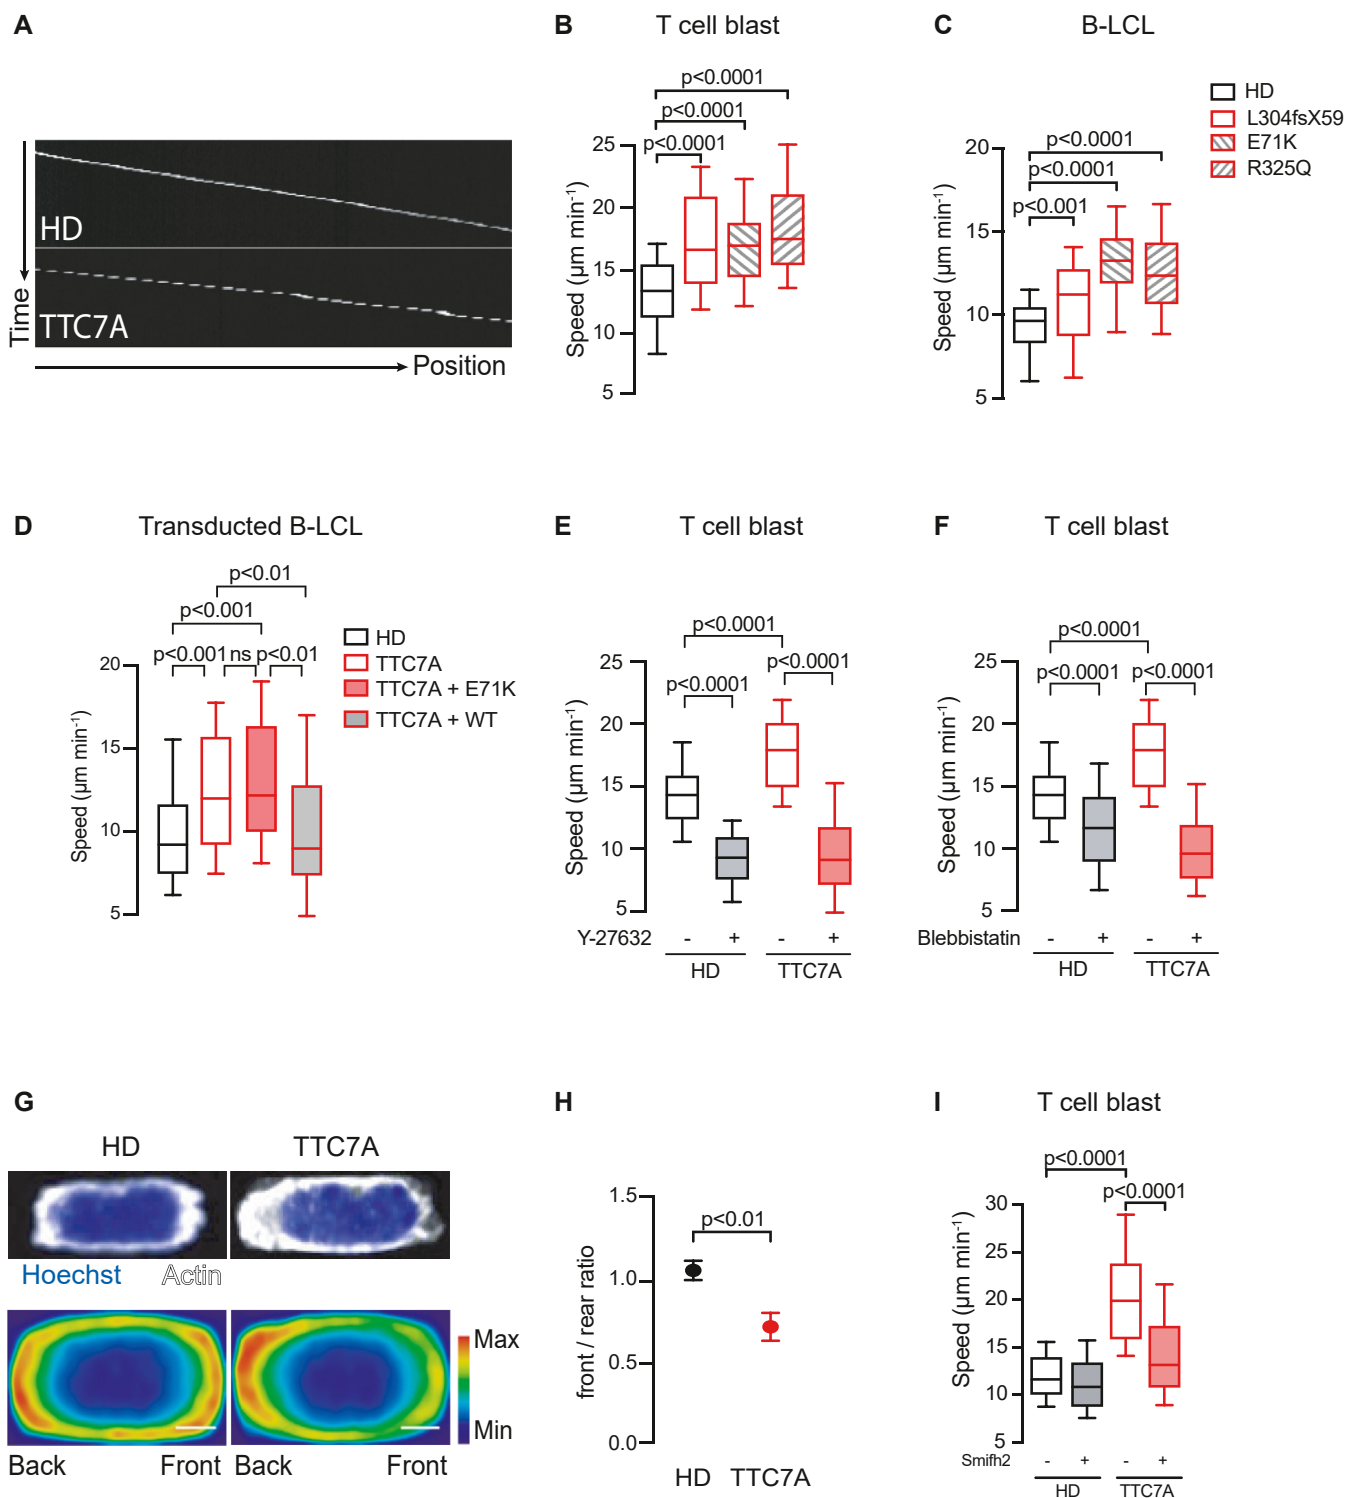 A
HD
TTC7A
Time
Position
B
T cell blast
p<0.0001
p<0.0001
p<0.0001
Speed (µm min⁻¹)
25
20
15
10
5
C
B-LCL
HD
L304fsX59
E71K
R325Q
p<0.0001
p<0.0001
p<0.001
Speed (µm min⁻¹)
20
15
10
5
D
Transducted B-LCL
p<0.01
p<0.001
p<0.001 ns p<0.01
HD
TTC7A
TTC7A + E71K
TTC7A + WT
Speed (µm min⁻¹)
20
15
10
5
E
T cell blast
p<0.0001
p<0.0001
p<0.0001
Speed (µm min⁻¹)
25
20
15
10
5
Y-27632 - + - +
HD TTC7A
F
T cell blast
p<0.0001
p<0.0001 p<0.0001
Speed (µm min⁻¹)
25
20
15
10
5
Blebbistatin - + - +
HD TTC7A
G
HD TTC7A
Hoechst Actin
Max
Min
Back Front Back Front
H
p<0.01
front / rear ratio
1.5
1.0
0.5
0.0
HD TTC7A
I
T cell blast
p<0.0001
p<0.0001
Speed (µm min⁻¹)
30
25
20
15
10
5
Smifh2 - + - +
HD TTC7A